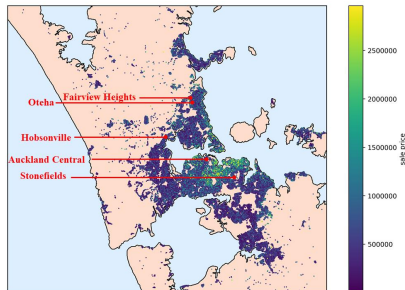 Fairview Heights
Oteha
Hobsonville
Auckland Central
Stonefields
2500000
2000000
1500000
1000000
500000
sale price